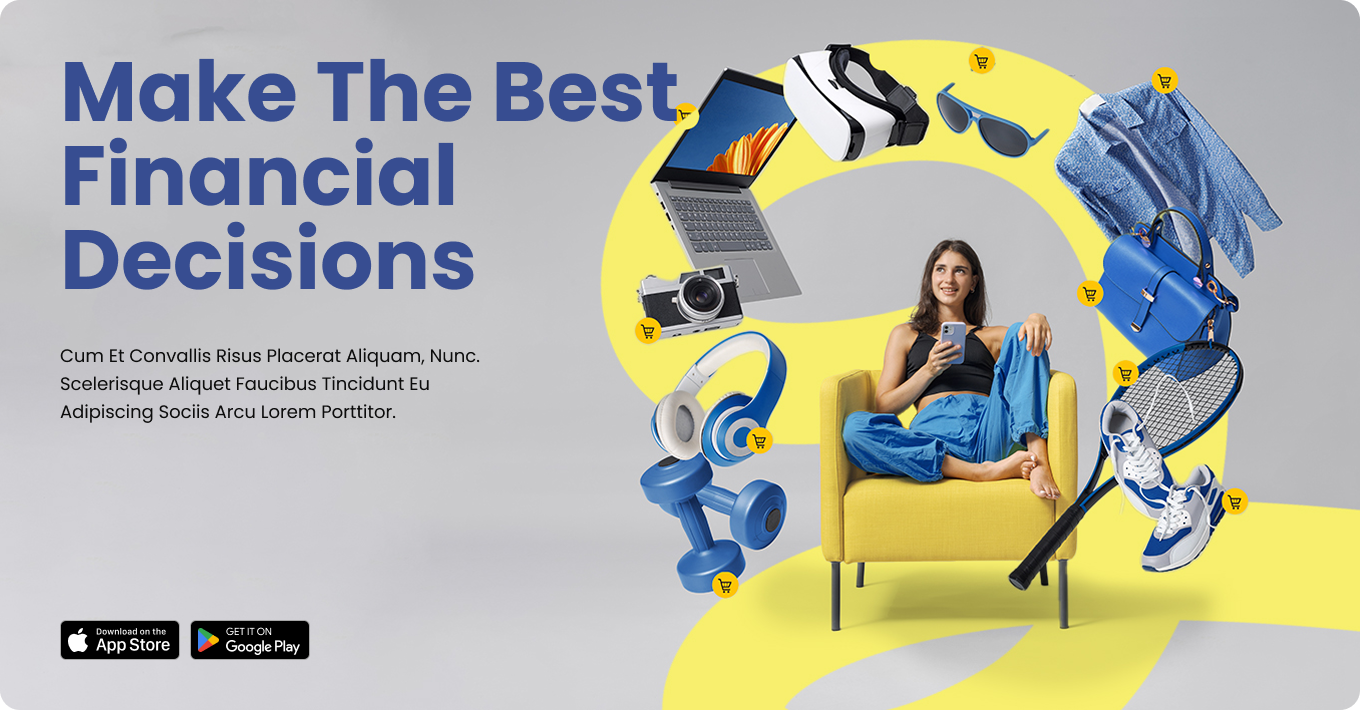 Make The Best
Financial
Decisions
Cum Et Convallis Risus Placerat Aliquam, Nunc.
Scelerisque Aliquet Faucibus Tincidunt Eu
Adipiscing Sociis Arcu Lorem Porttitor.
Download on the
App Store
GET IT ON
Google Play